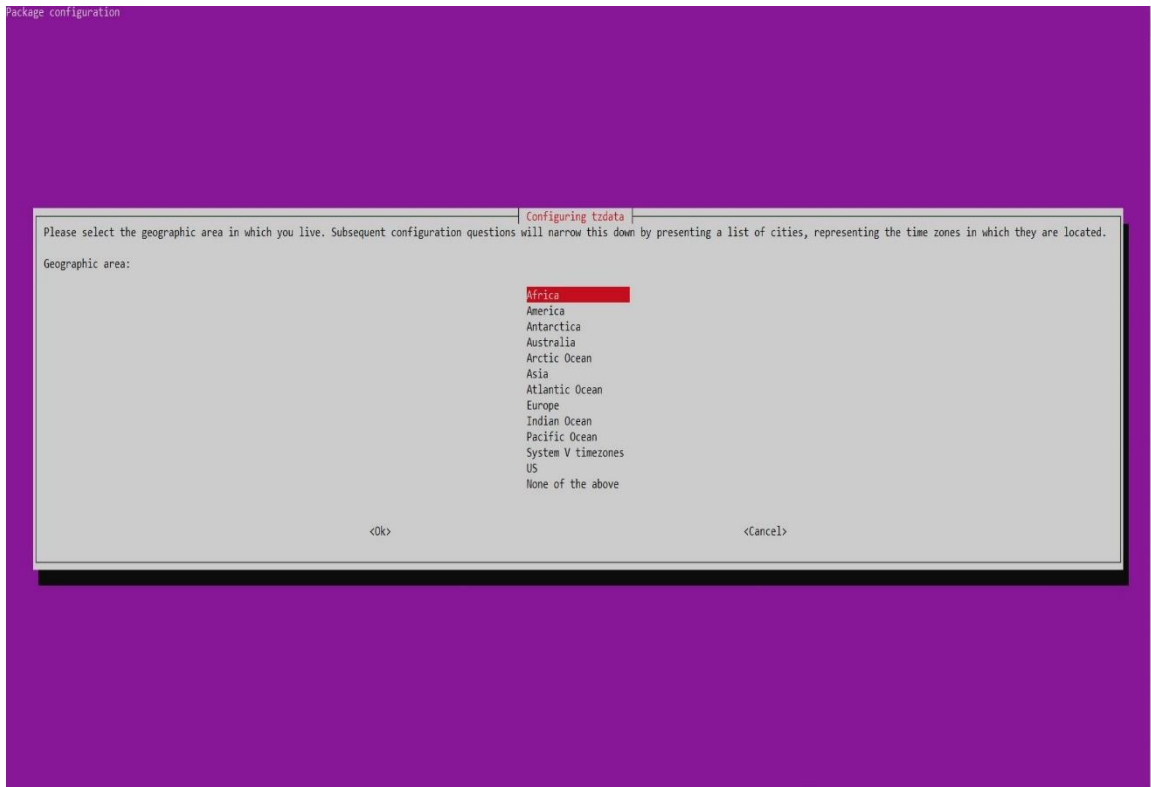 Package configuration
Configuring tzdata
Please select the geographic area in which you live. Subsequent configuration questions will narrow this down by presenting a list of cities, representing the time zones in which they are located.
Geographic area:
Africa
America
Antarctica
Australia
Arctic Ocean
Asia
Atlantic Ocean
Europe
Indian Ocean
Pacific Ocean
System V timezones
US
None of the above
<Ok> <Cancel>